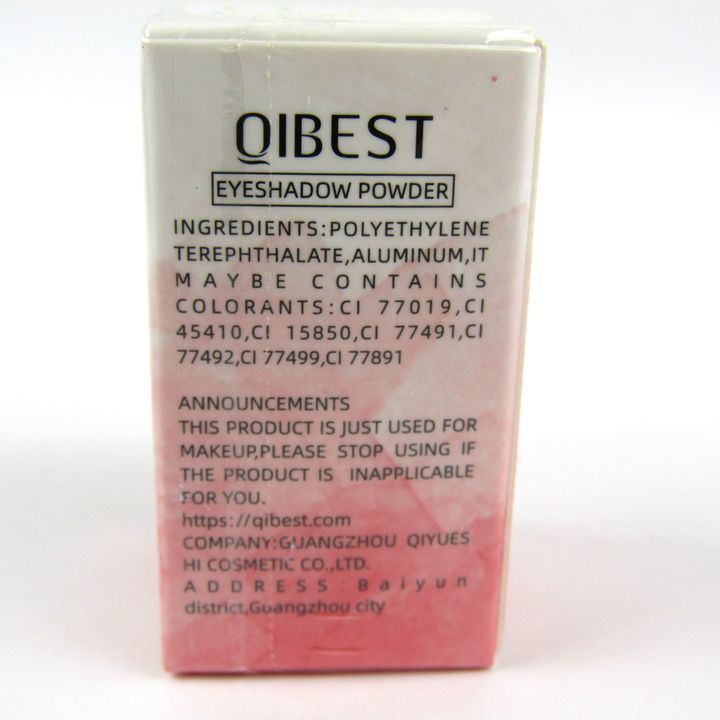 QIBEST
EYESHADOW POWDER
INGREDIENTS:POLYETHYLENE
TEREPHTHALATE,ALUMINUM,IT
MAYBE CONTAINS
COLORANTS:CI 77019,CI
45410,CI 15850,CI 77491,CI
77492,CI 77499,CI 77891
ANNOUNCEMENTS
THIS PRODUCT IS JUST USED FOR
MAKEUP,PLEASE STOP USING IF
THE PRODUCT IS INAPPLICABLE
FOR YOU.
https://qibest.com
COMPANY:GUANGZHOU QIYUES
HI COSMETIC CO.,LTD.
ADDRESS:Baiyun
district,Guangzhou city